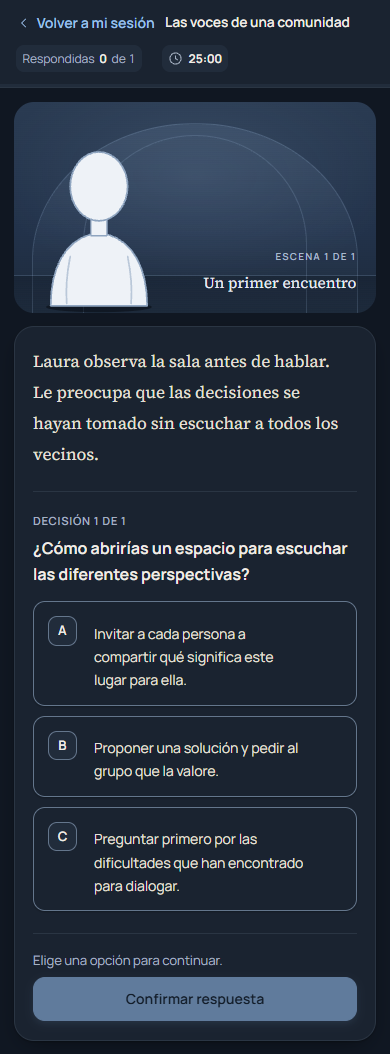 Volver a mi sesión Las voces de una comunidad
Respondidas 0 de 1 25:00
ESCENA 1 DE 1
Un primer encuentro
Laura observa la sala antes de hablar.
Le preocupa que las decisiones se
hayan tomado sin escuchar a todos los
vecinos.
DECISIÓN 1 DE 1
¿Cómo abrirías un espacio para escuchar
las diferentes perspectivas?
A Invitar a cada persona a
compartir qué significa este
lugar para ella.
B Proponer una solución y pedir al
grupo que la valore.
C Preguntar primero por las
dificultades que han encontrado
para dialogar.
Elige una opción para continuar.
Confirmar respuesta